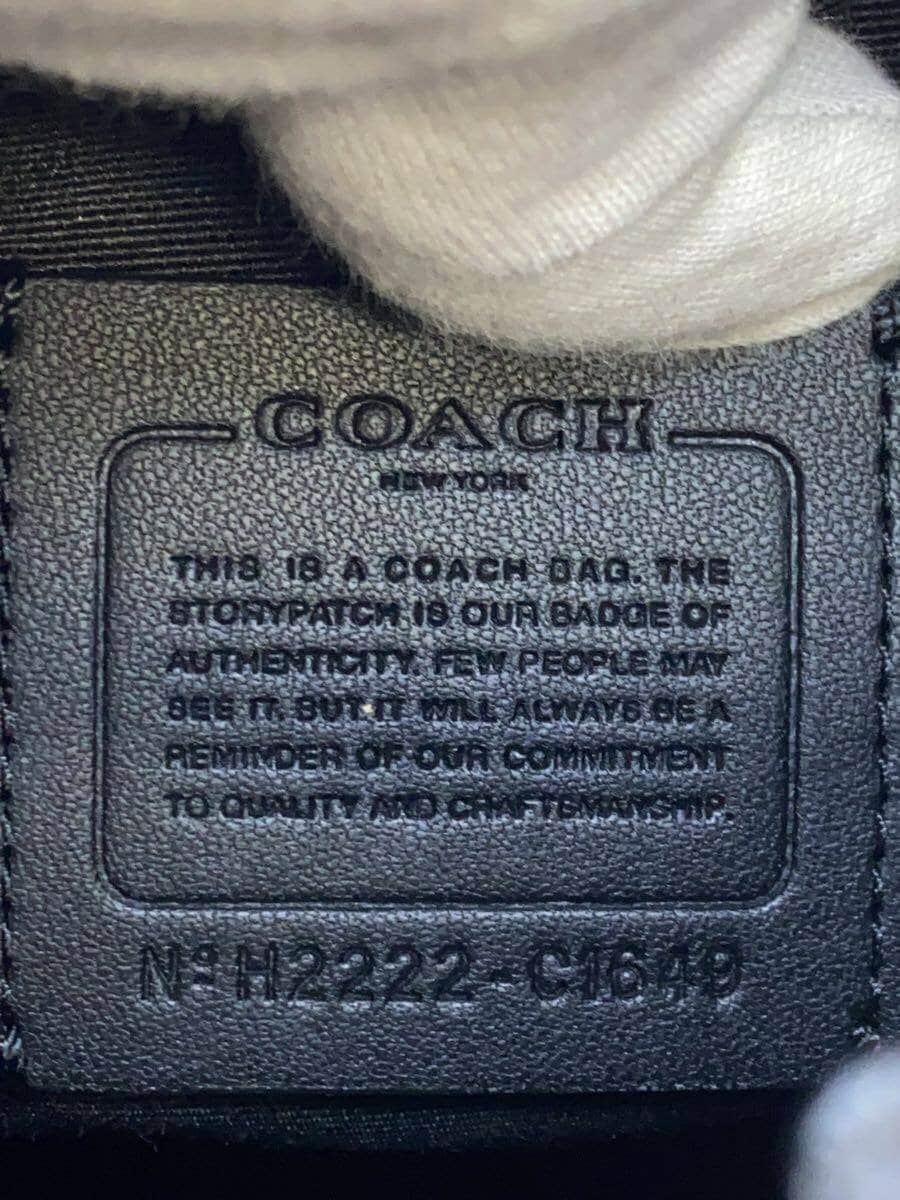 COACH
NEW YORK
THIS IS A COACH BAG. THE
STORYPATCH IS OUR BADGE OF
AUTHENTICITY. FEW PEOPLE MAY
SEE IT. BUT IT WILL ALWAYS BE A
REMINDER OF OUR COMMITMENT
TO QUALITY AND CRAFTSMANSHIP.
Nº H2222-C1649